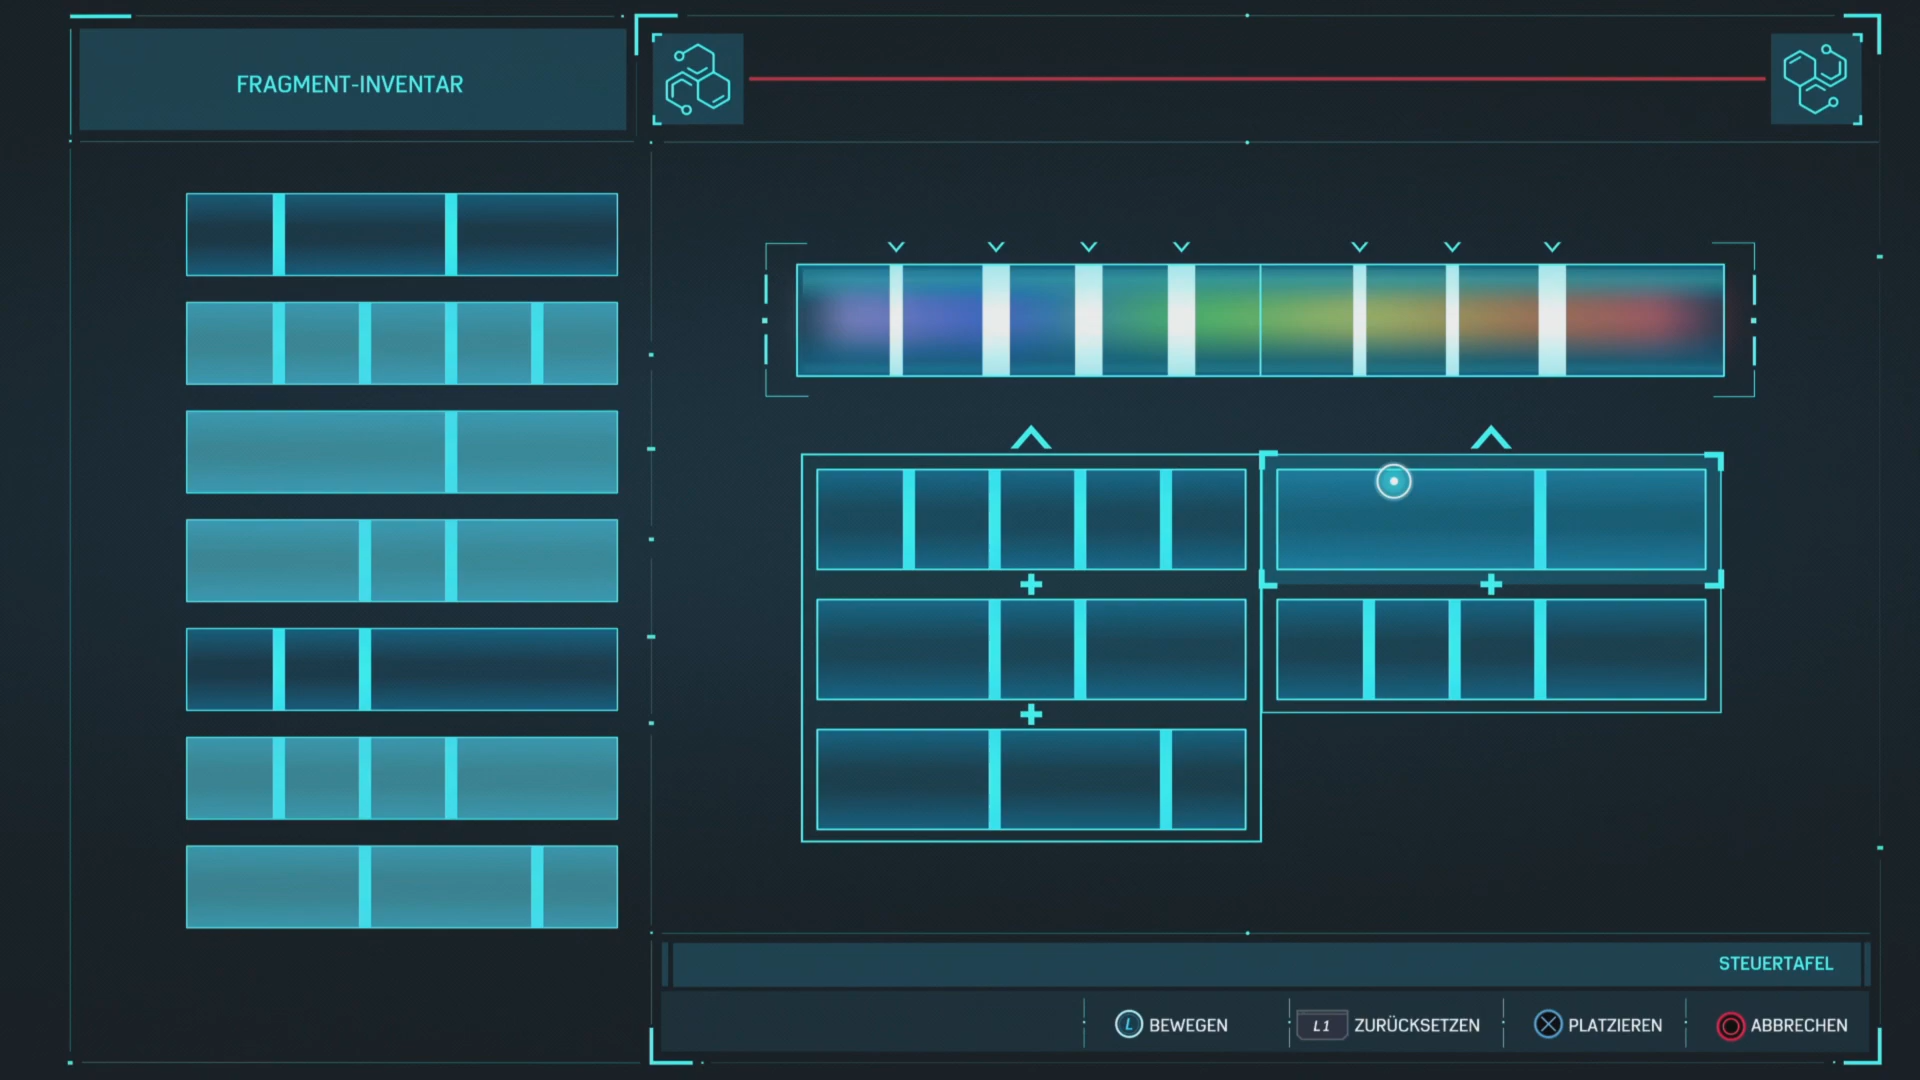 FRAGMENT-INVENTAR
STEUERTAFEL
L BEWEGEN
L1 ZURÜCKSETZEN
PLATZIEREN
ABBRECHEN